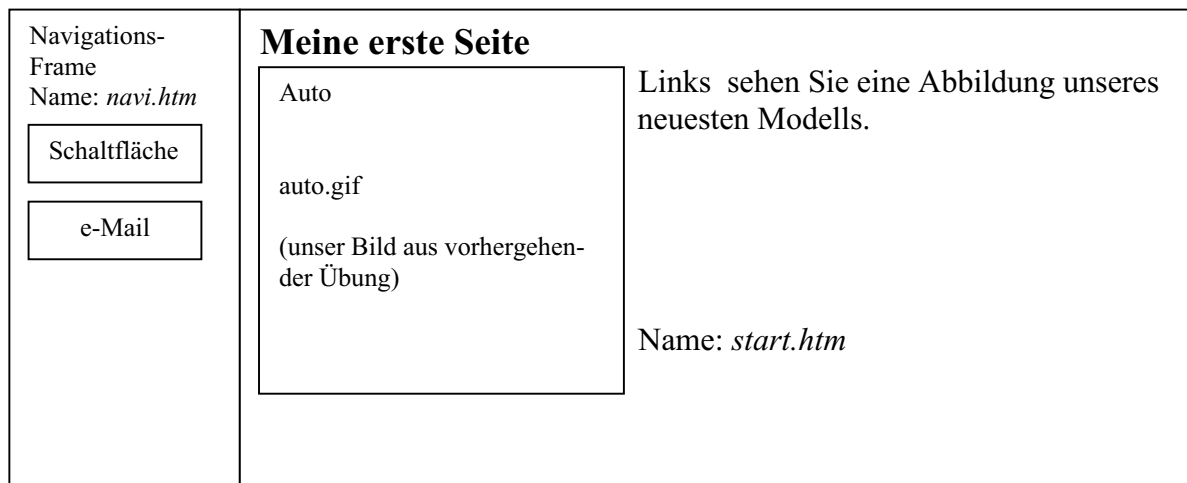 Navigations-
Frame
Name: navi.htm
Schaltfläche
e-Mail
Meine erste Seite
Auto
auto.gif
(unser Bild aus vorhergehen-
der Übung)
Links  sehen Sie eine Abbildung unseres
neuesten Modells.
Name: start.htm